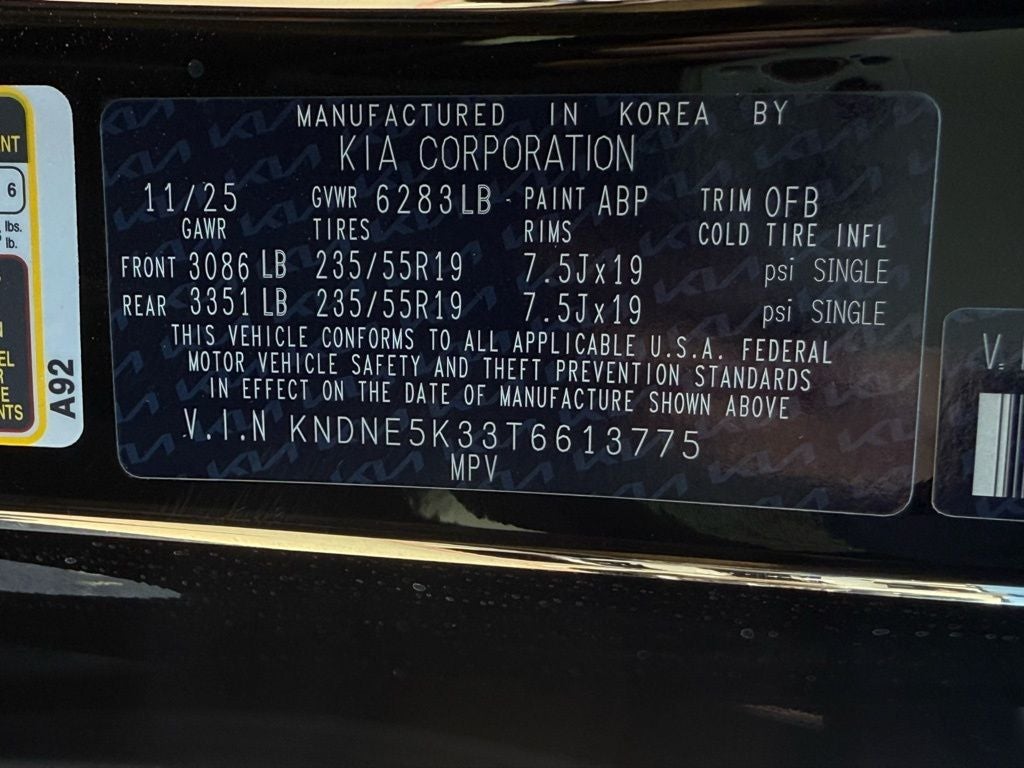 MANUFACTURED IN KOREA BY
KIA CORPORATION
11/25 GVWR 6283LB - PAINT ABP TRIM OFB
GAWR TIRES RIMS COLD TIRE INFL
FRONT 3086 LB 235/55R19 7.5Jx19 psi SINGLE
REAR 3351 LB 235/55R19 7.5Jx19 psi SINGLE
THIS VEHICLE CONFORMS TO ALL APPLICABLE U.S.A. FEDERAL
MOTOR VEHICLE SAFETY AND THEFT PREVENTION STANDARDS
IN EFFECT ON THE DATE OF MANUFACTURE SHOWN ABOVE
V.I.N KNDNE5K33T6613775
MPV
6
lbs.
lb.
A92
V.